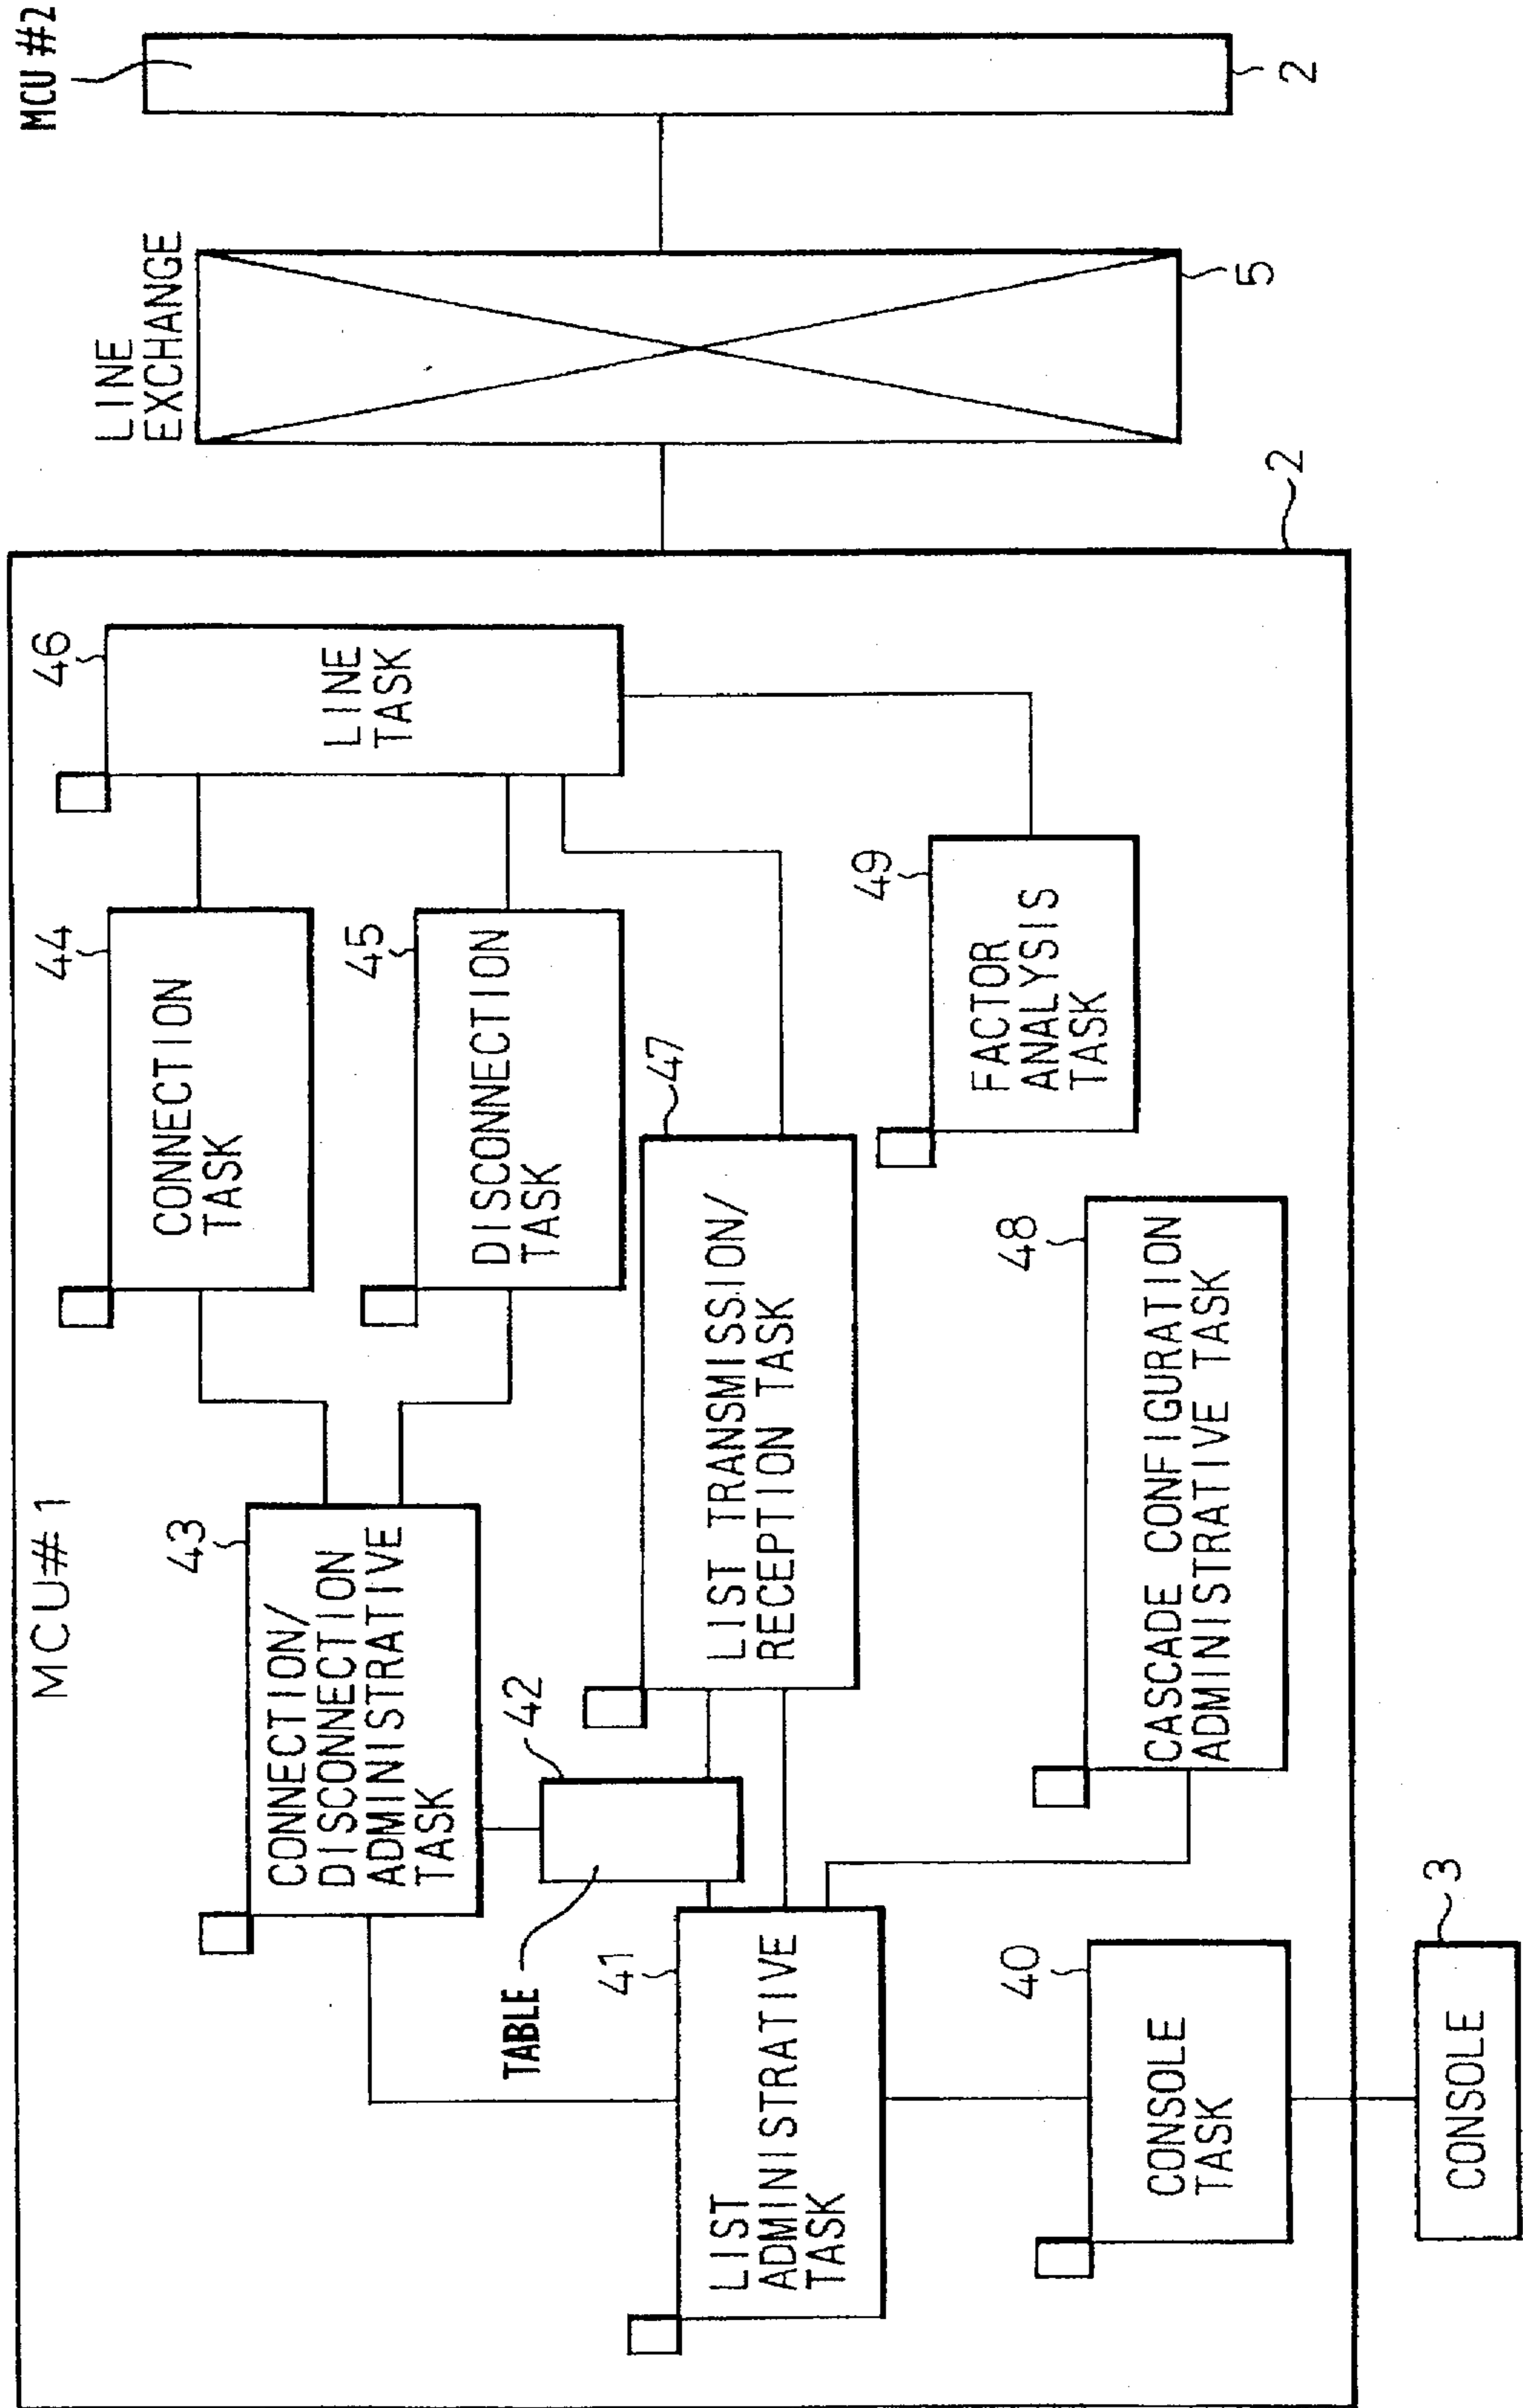 MCU#1
43
CONNECTION/
DISCONNECTION
ADMINISTRATIVE
TASK
44
CONNECTION
TASK
46
LINE
TASK
LINE
EXCHANGE
MCU #2
45
DISCONNECTION
TASK
42
TABLE
47
LIST TRANSMISSION/
RECEPTION TASK
41
LIST
ADMINISTRATIVE
TASK
49
FACTOR
ANALYSIS
TASK
48
CASCADE CONFIGURATION
ADMINISTRATIVE TASK
40
CONSOLE
TASK
2
5
2
3
CONSOLE